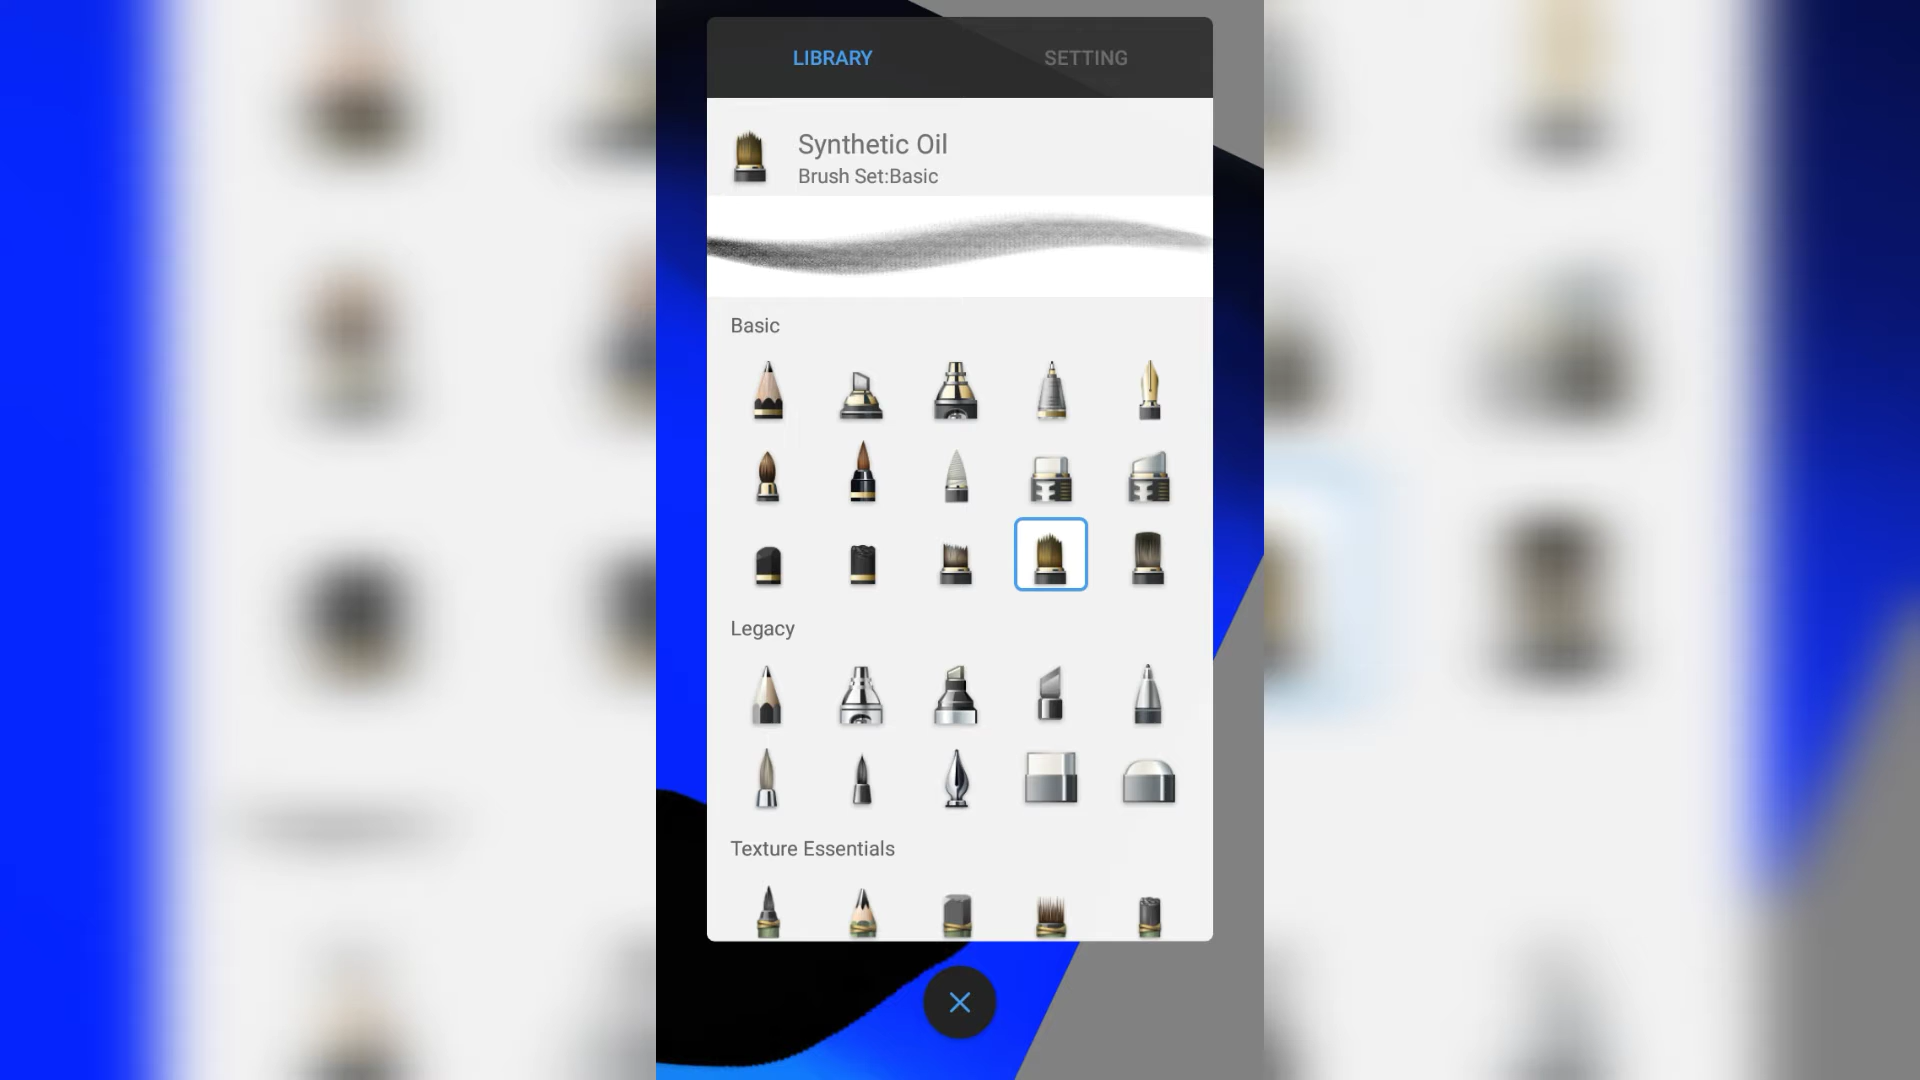 LIBRARY
SETTING
Synthetic Oil
Brush Set:Basic
Basic
Legacy
Texture Essentials